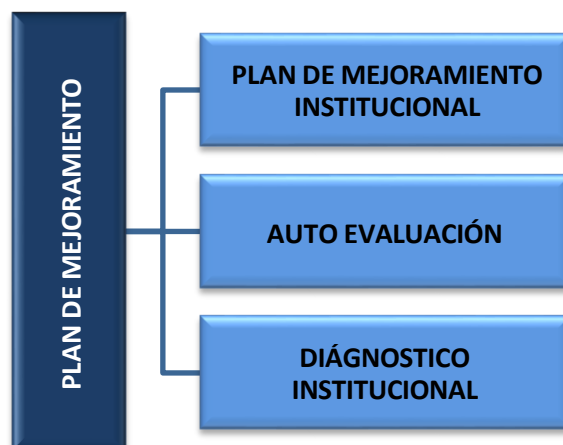 PLAN DE MEJORAMIENTO
PLAN DE MEJORAMIENTO
INSTITUCIONAL
AUTO EVALUACIÓN
DIÁGNOSTICO
INSTITUCIONAL